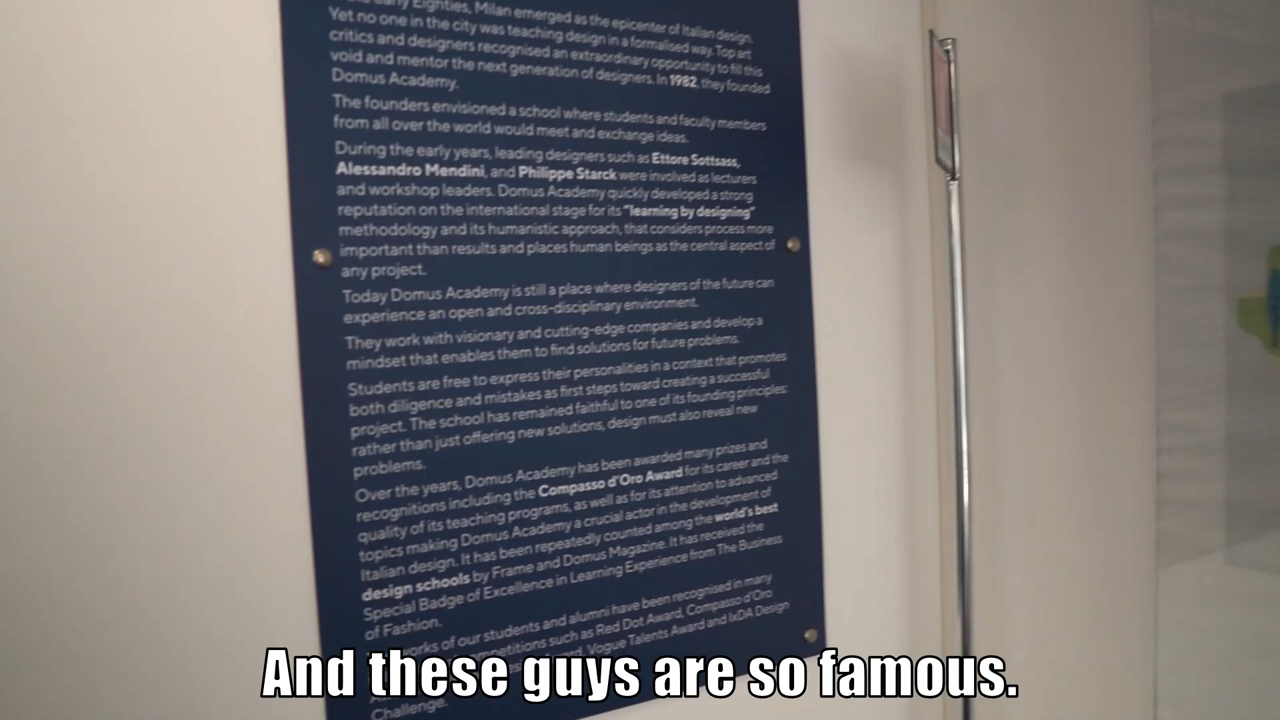 Early Eighties, Milan emerged as the epicenter of Italian design.
Yet no one in the city was teaching design in a formalised way. Top art
critics and designers recognised an extraordinary opportunity to fill this
void and mentor the next generation of designers. In 1982, they founded
Domus Academy.
The founders envisioned a school where students and faculty members
from all over the world would meet and exchange ideas.
During the early years, leading designers such as Ettore Sottsass,
Alessandro Mendini, and Philippe Starck were involved as lecturers
and workshop leaders. Domus Academy quickly developed a strong
reputation on the international stage for its "learning by designing"
methodology and its humanistic approach, that considers process more
important than results and places human beings as the central aspect of
any project.
Today Domus Academy is still a place where designers of the future can
experience an open and cross-disciplinary environment.
They work with visionary and cutting-edge companies and develop a
mindset that enables them to find solutions for future problems.
Students are free to express their personalities in a context that promotes
both diligence and mistakes as first steps toward creating a successful
project. The school has remained faithful to one of its founding principles:
rather than just offering new solutions, design must also reveal new
problems.
Over the years, Domus Academy has been awarded many prizes and
recognitions including the Compasso d'Oro Award for its career and the
quality of its teaching programs, as well as for its attention to advanced
topics making Domus Academy a crucial actor in the development of
Italian design. It has been repeatedly counted among the world's best
design schools by Frame and Domus Magazine. It has received the
Special Badge of Excellence in Learning Experience from The Business
of Fashion.
works of our students and alumni have been recognised in many
competitions such as Red Dot Award, Compasso d'Oro
Vogue Talents Award and IxDA Design
Challenge.
And these guys are so famous.